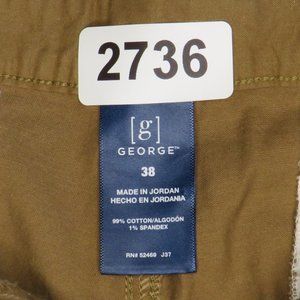 2736
[g]
GEORGE™
38
MADE IN JORDAN
HECHO EN JORDANIA
99% COTTON/ALGODÓN
1% SPANDEX
RN# 52469 J37